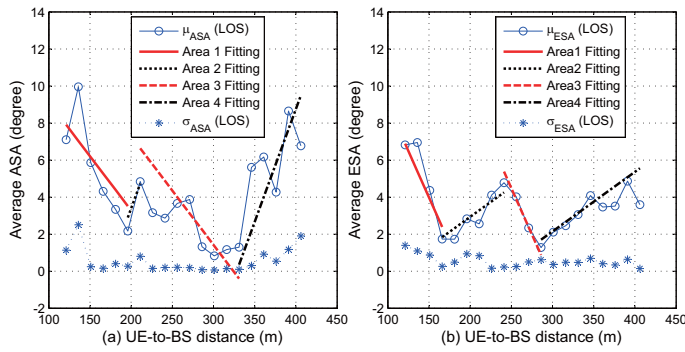 14
12
10
8
6
4
2
0
-2
Average ASA (degree)
μASA (LOS)
Area 1 Fitting
Area 2 Fitting
Area 3 Fitting
Area 4 Fitting
σASA (LOS)
100 150 200 250 300 350 400 450
(a) UE-to-BS distance (m)
14
12
10
8
6
4
2
0
-2
Average ESA (degree)
μESA (LOS)
Area1 Fitting
Area2 Fitting
Area3 Fitting
Area4 Fitting
σESA (LOS)
100 150 200 250 300 350 400 450
(b) UE-to-BS distance (m)